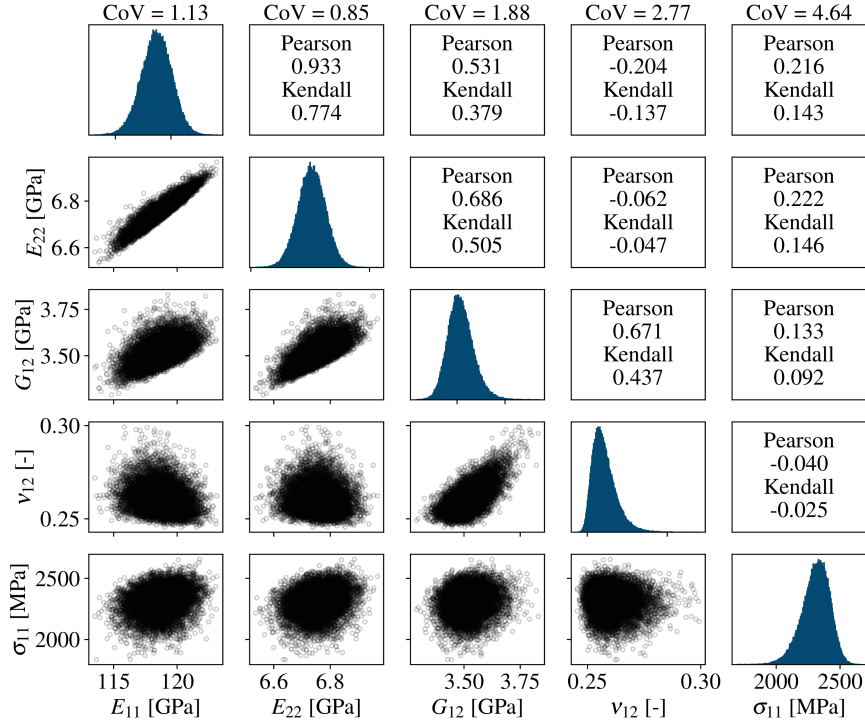 CoV = 1.13 CoV = 0.85 CoV = 1.88 CoV = 2.77 CoV = 4.64
Pearson Pearson Pearson Pearson
0.933 0.531 -0.204 0.216
Kendall Kendall Kendall Kendall
0.774 0.379 -0.137 0.143
E₂₂ [GPa]
6.8
6.6
Pearson Pearson Pearson
0.686 -0.062 0.222
Kendall Kendall Kendall
0.505 -0.047 0.146
G₁₂ [GPa]
3.75
3.50
Pearson Pearson
0.671 0.133
Kendall Kendall
0.437 0.092
ν₁₂ [-]
0.30
0.25
Pearson
-0.040
Kendall
-0.025
σ₁₁ [MPa]
2500
2000
115 120 6.6 6.8 3.50 3.75 0.25 0.30 2000 2500
E₁₁ [GPa] E₂₂ [GPa] G₁₂ [GPa] ν₁₂ [-] σ₁₁ [MPa]